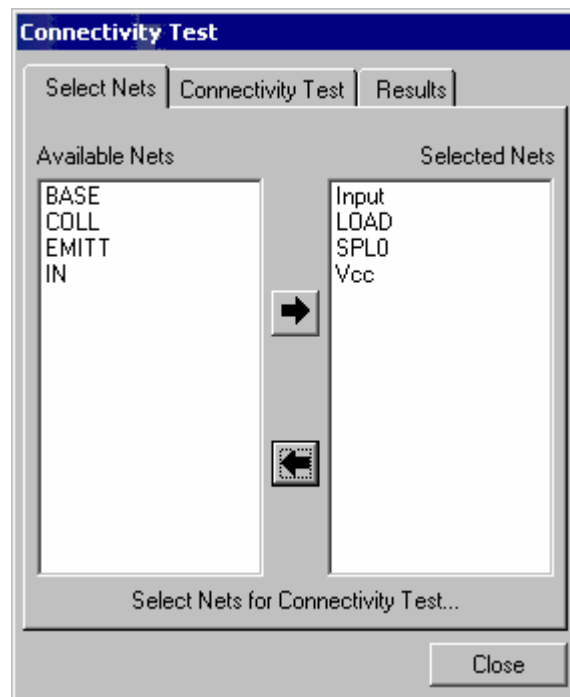 Connectivity Test
Select Nets Connectivity Test Results
Available Nets Selected Nets
BASE
COLL
EMITT
IN
Input
LOAD
SPL0
Vcc
Select Nets for Connectivity Test...
Close